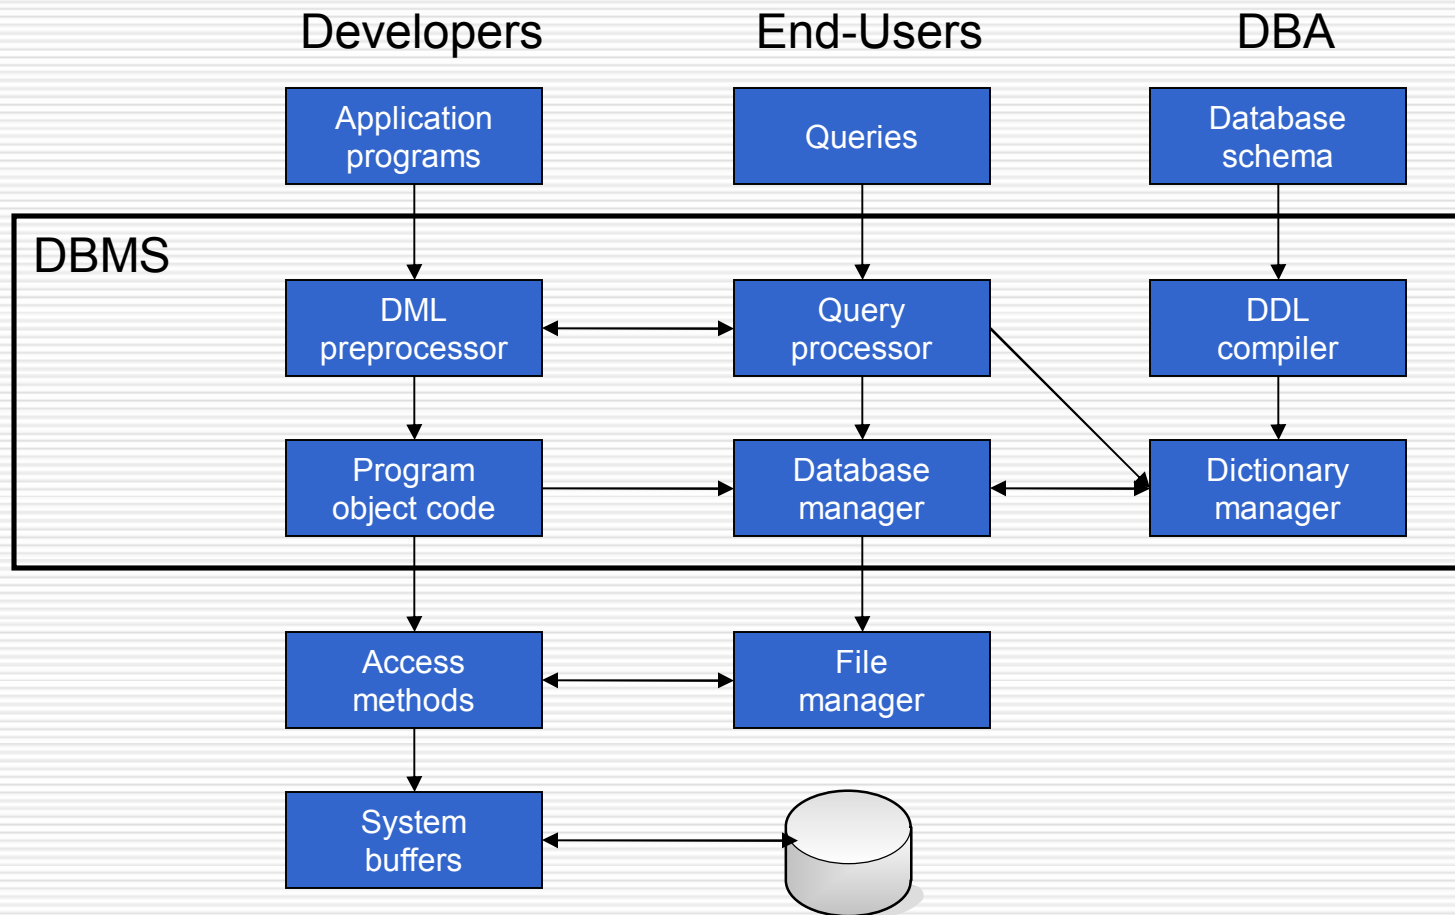 Developers
End-Users
DBA
Application
programs
Queries
Database
schema
DBMS
DML
preprocessor
Query
processor
DDL
compiler
Program
object code
Database
manager
Dictionary
manager
Access
methods
File
manager
System
buffers